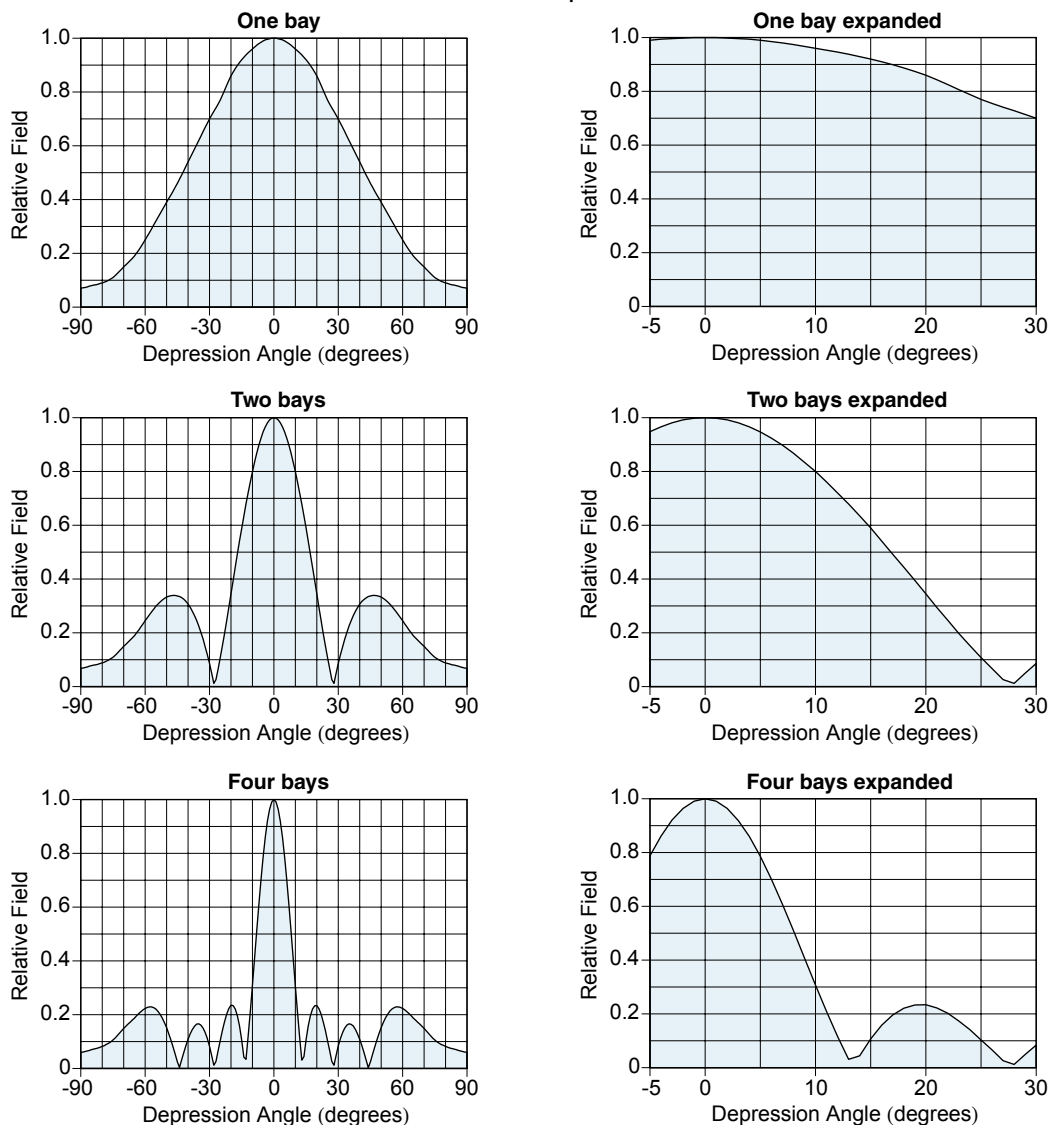 One bay
1.0
0.8
0.6
0.4
0.2
0
Relative Field
-90 -60 -30 0 30 60 90
Depression Angle (degrees)
One bay expanded
1.0
0.8
0.6
0.4
0.2
0
Relative Field
-5 0 10 20 30
Depression Angle (degrees)
Two bays
1.0
0.8
0.6
0.4
0.2
0
Relative Field
-90 -60 -30 0 30 60 90
Depression Angle (degrees)
Two bays expanded
1.0
0.8
0.6
0.4
0.2
0
Relative Field
-5 0 10 20 30
Depression Angle (degrees)
Four bays
1.0
0.8
0.6
0.4
0.2
0
Relative Field
-90 -60 -30 0 30 60 90
Depression Angle (degrees)
Four bays expanded
1.0
0.8
0.6
0.4
0.2
0
Relative Field
-5 0 10 20 30
Depression Angle (degrees)